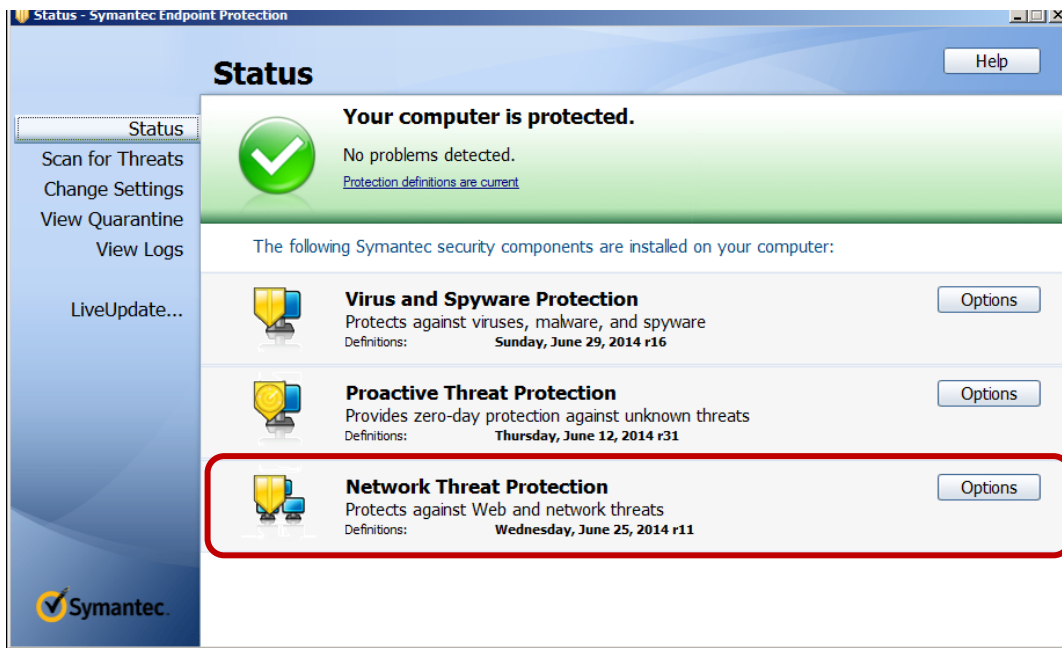 Status - Symantec Endpoint Protection
Status
Help
Status
Scan for Threats
Change Settings
View Quarantine
View Logs
LiveUpdate...
Your computer is protected.
No problems detected.
Protection definitions are current
The following Symantec security components are installed on your computer:
Virus and Spyware Protection
Protects against viruses, malware, and spyware
Definitions: Sunday, June 29, 2014 r16
Options
Proactive Threat Protection
Provides zero-day protection against unknown threats
Definitions: Thursday, June 12, 2014 r31
Options
Network Threat Protection
Protects against Web and network threats
Definitions: Wednesday, June 25, 2014 r11
Options
Symantec.